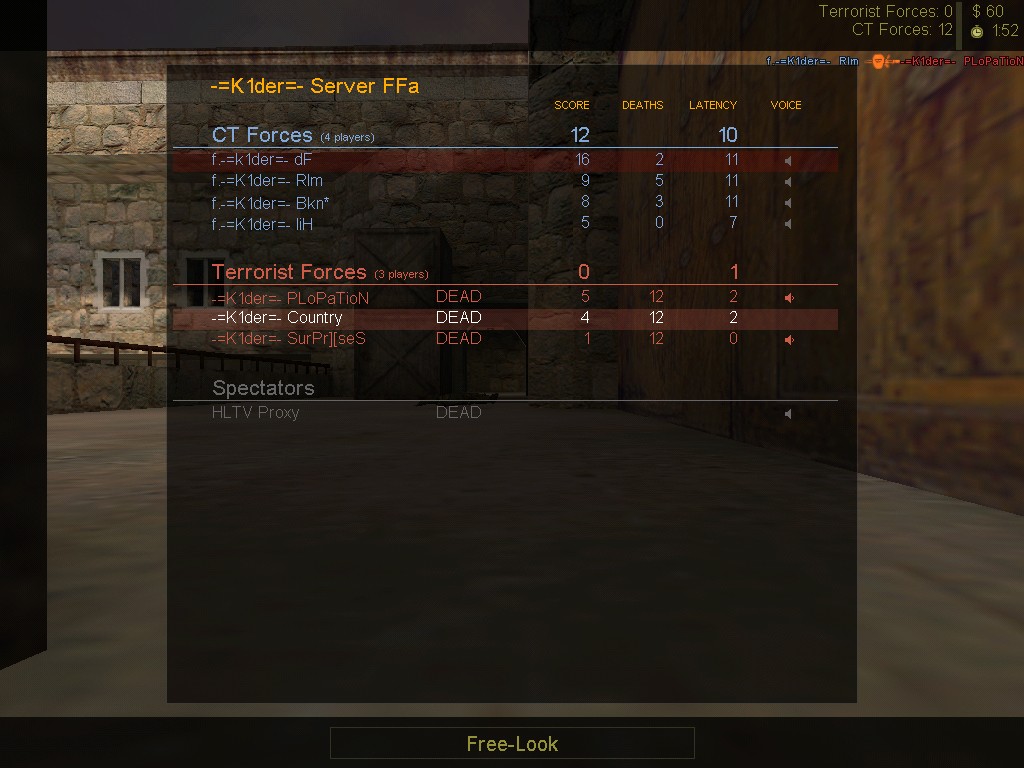 Terrorist Forces: 0 $ 60
CT Forces: 12 1:52
f.-=K1der=- RIm -=K1der=- PLoPaTioN
-=K1der=- Server FFa
SCORE DEATHS LATENCY VOICE
CT Forces (4 players) 12 10
f.-=k1der=- dF 16 2 11
f.-=K1der=- RIm 9 5 11
f.-=K1der=- Bkn* 8 3 11
f.-=K1der=- IiH 5 0 7
Terrorist Forces (3 players) 0 1
-=K1der=- PLoPaTioN DEAD 5 12 2
-=K1der=- Country DEAD 4 12 2
-=K1der=- SurPr][seS DEAD 1 12 0
Spectators
HLTV Proxy DEAD
Free-Look